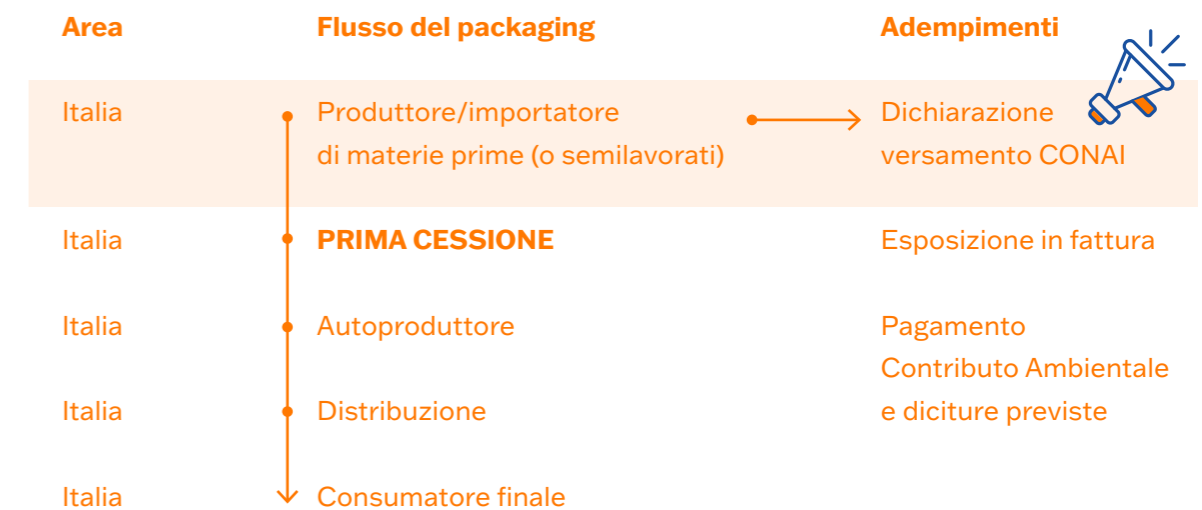 Area Flusso del packaging Adempimenti
Italia Produttore/importatore Dichiarazione
di materie prime (o semilavorati) versamento CONAI
Italia PRIMA CESSIONE Esposizione in fattura
Italia Autoproduttore Pagamento
Contributo Ambientale
Italia Distribuzione e diciture previste
Italia Consumatore finale